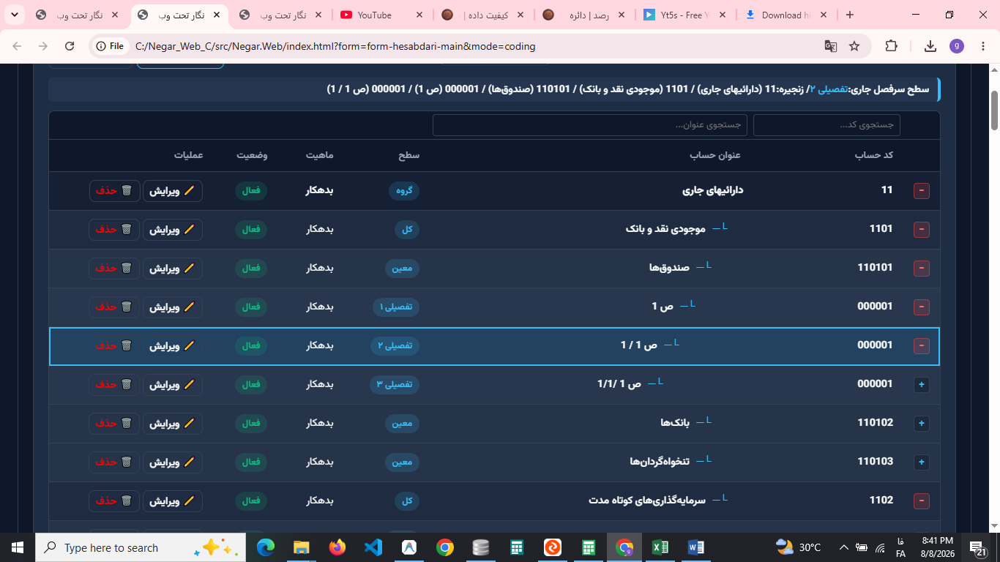 نگار تحت وب
نگار تحت وب
نگار تحت وب
YouTube
کیفیت داده |
رصد | دائره
Yt5s - Free Y
Download hi
File
C:/Negar_Web_C/src/Negar.Web/index.html?form=form-hesabdari-main&mode=coding
g
سطح سرفصل جاری:تفصیلی ۲/ زنجیره:11 (دارائیهای جاری) / 1101 (موجودی نقد و بانک) / 110101 (صندوق‌ها) / 000001 (ص 1) / 000001 (ص 1 / 1)
جستجوی کد... جستجوی عنوان...
کد حساب عنوان حساب سطح ماهیت وضعیت عملیات
11 دارائیهای جاری گروه بدهکار فعال ویرایش حذف
1101 موجودی نقد و بانک کل بدهکار فعال ویرایش حذف
110101 صندوق‌ها معین بدهکار فعال ویرایش حذف
000001 ص 1 تفصیلی ۱ بدهکار فعال ویرایش حذف
000001 ص 1 / 1 تفصیلی ۲ بدهکار فعال ویرایش حذف
000001 ص 1 /1/1 تفصیلی ۳ بدهکار فعال ویرایش حذف
110102 بانک‌ها معین بدهکار فعال ویرایش حذف
110103 تنخواه‌گردان‌ها معین بدهکار فعال ویرایش حذف
1102 سرمایه‌گذاری‌های کوتاه مدت کل بدهکار فعال ویرایش حذف
Type here to search
30°C
فا
FA
8:41 PM
8/8/2026
21